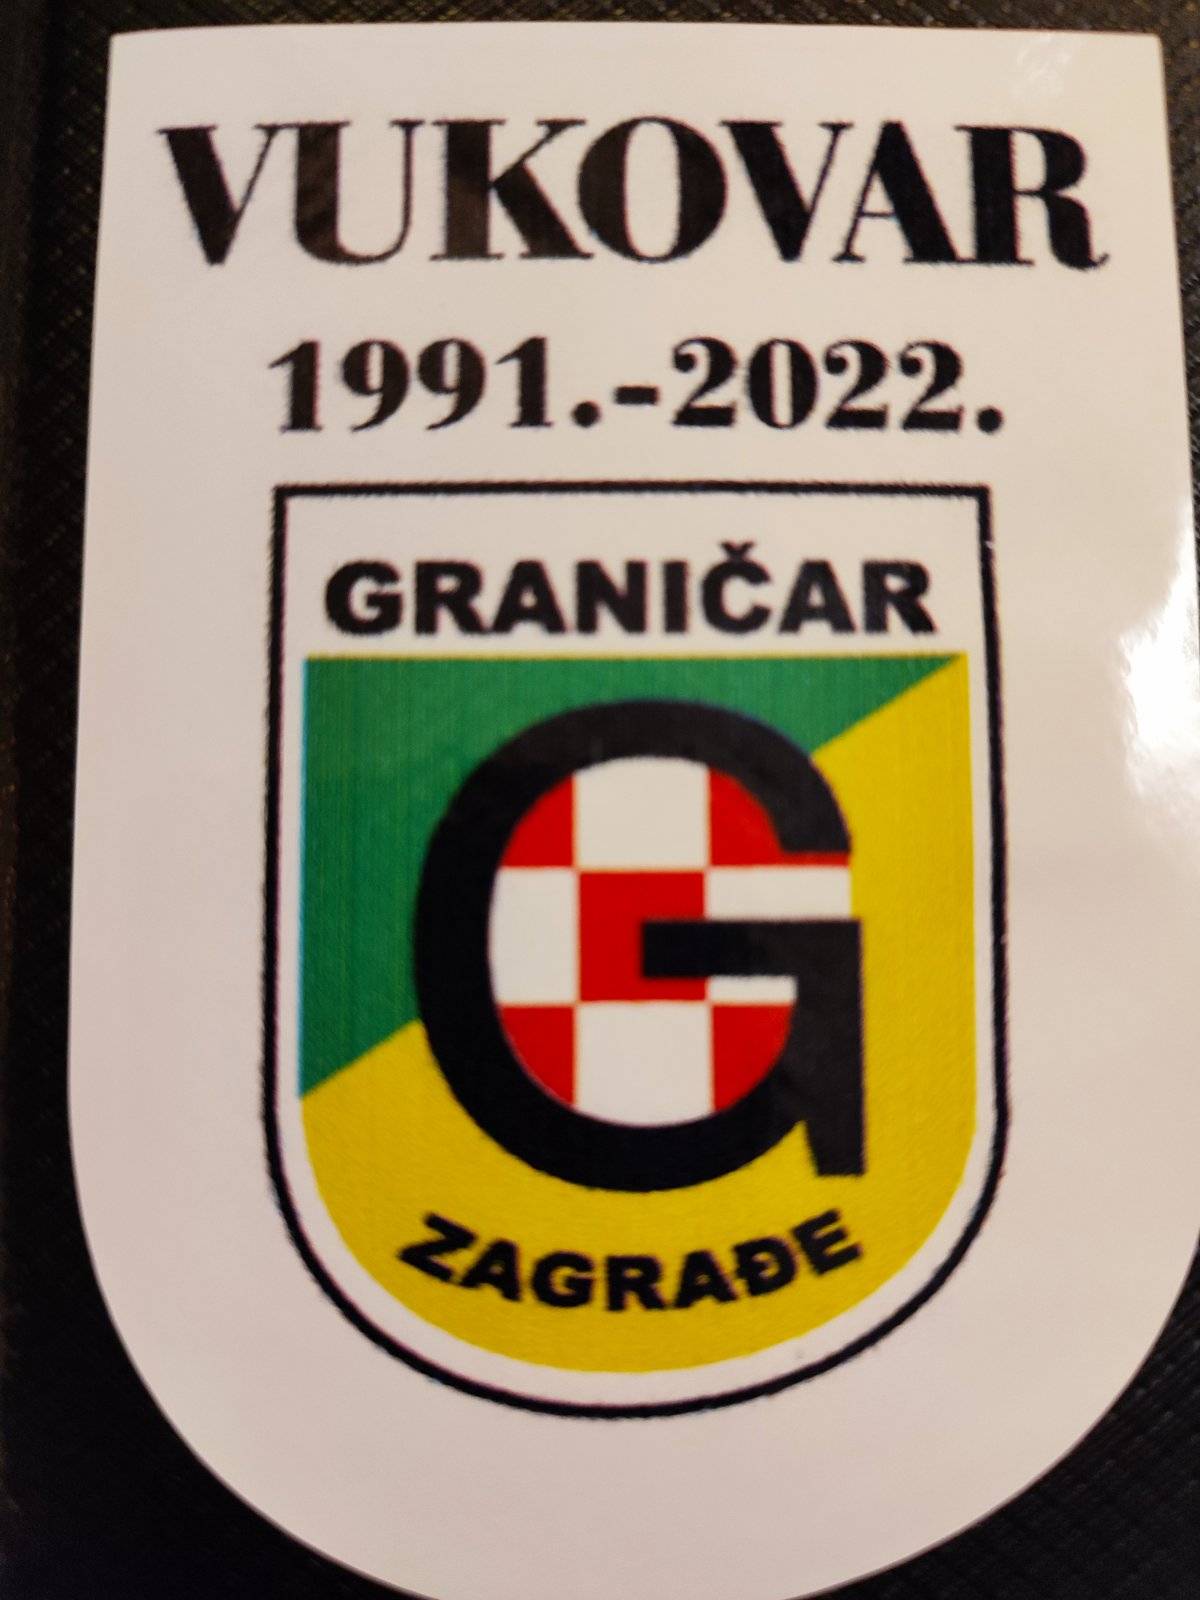 VUKOVAR
1991.-2022.
GRANIČAR
G
ZAGRAĐE